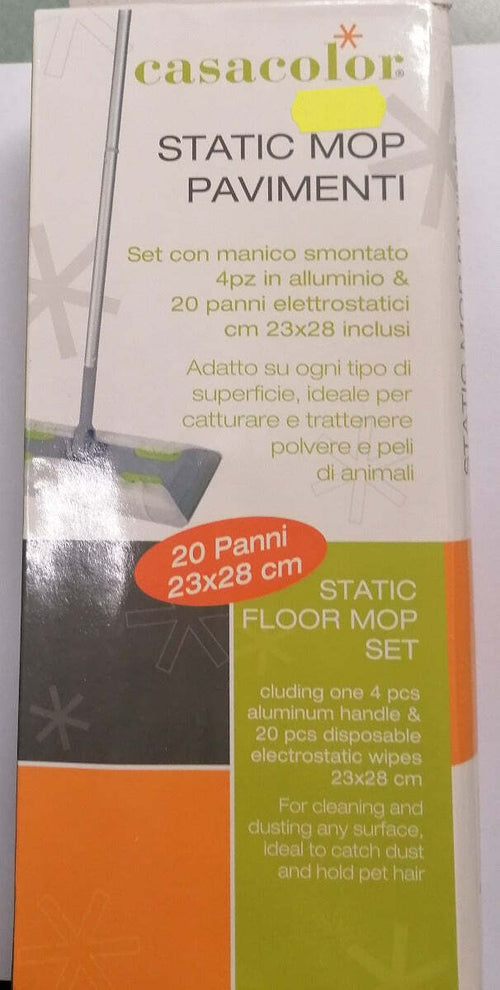 casacolor®
STATIC MOP
PAVIMENTI
Set con manico smontato
4pz in alluminio &
20 panni elettrostatici
cm 23x28 inclusi
Adatto su ogni tipo di
superficie, ideale per
catturare e trattenere
polvere e peli
di animali
20 Panni
23x28 cm
STATIC
FLOOR MOP
SET
cluding one 4 pcs
aluminum handle &
20 pcs disposable
electrostatic wipes
23x28 cm
For cleaning and
dusting any surface,
ideal to catch dust
and hold pet hair
STATIC MOP